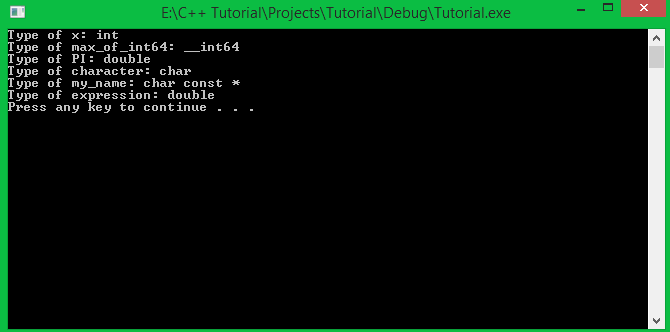 E:\C++ Tutorial\Projects\Tutorial\Debug\Tutorial.exe
Type of x: int
Type of max_of_int64: __int64
Type of PI: double
Type of character: char
Type of my_name: char const *
Type of expression: double
Press any key to continue . . .